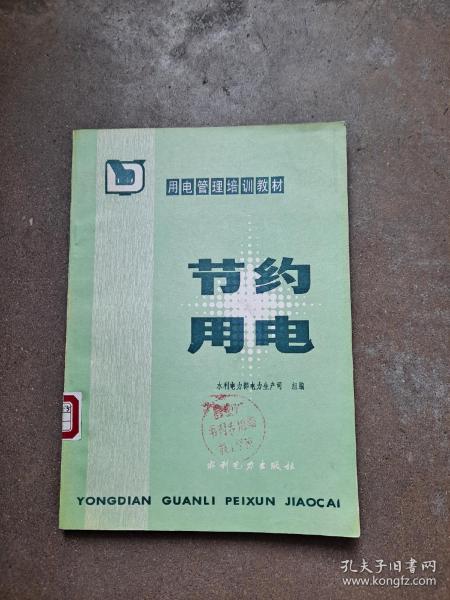 用电管理培训教材
节约
用电
水利电力部电力生产司 组编
水利电力出版社
YONGDIAN GUANLI PEIXUN JIAOCAI
孔夫子旧书网
www.kongfz.com